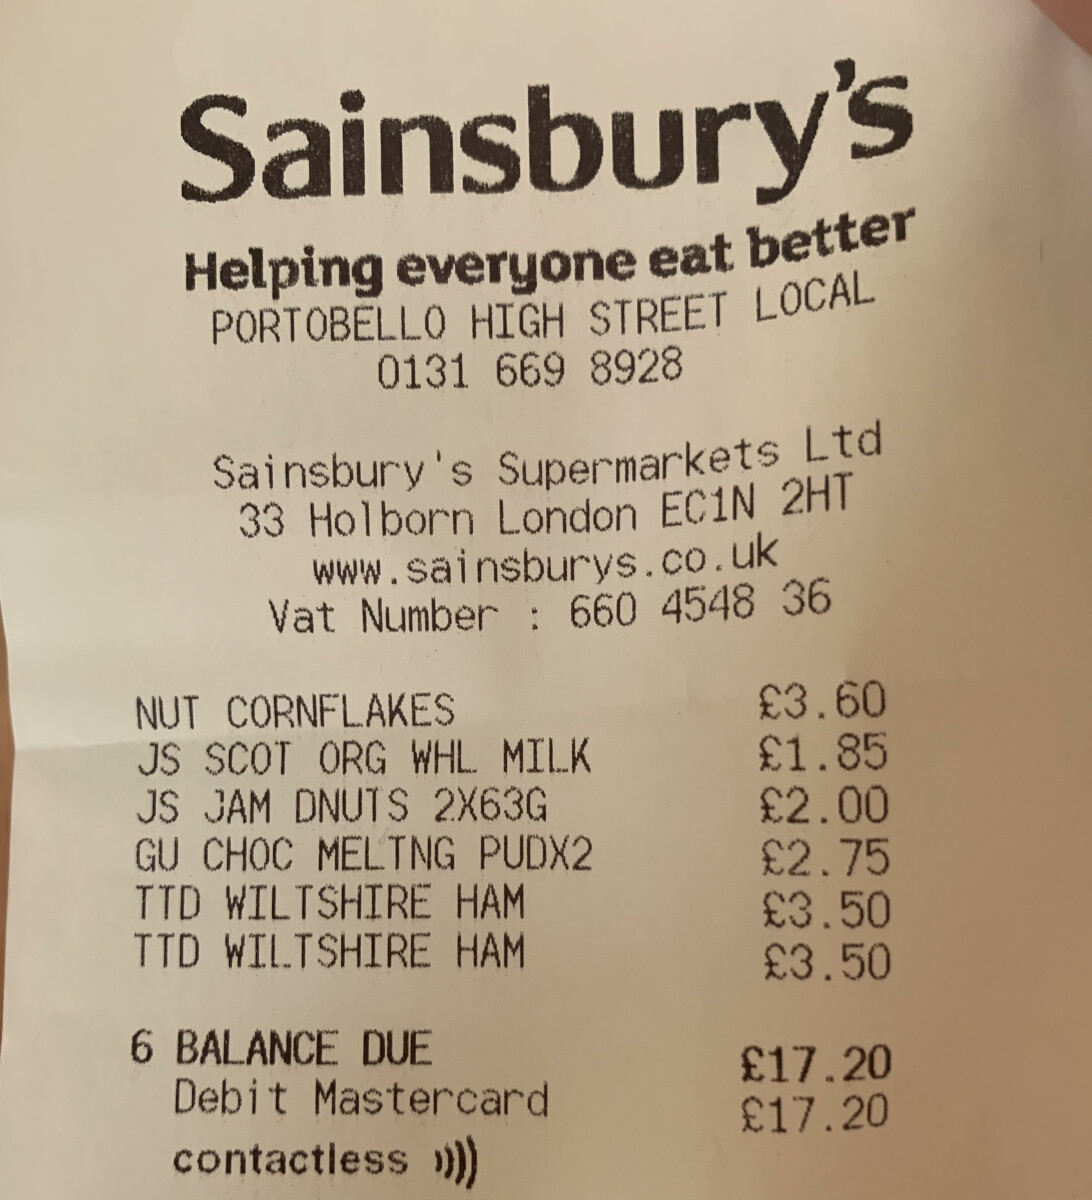 Sainsbury's
Helping everyone eat better
PORTOBELLO HIGH STREET LOCAL
0131 669 8928
Sainsbury's Supermarkets Ltd
33 Holborn London EC1N 2HT
www.sainsburys.co.uk
Vat Number : 660 4548 36
NUT CORNFLAKES £3.60
JS SCOT ORG WHL MILK £1.85
JS JAM DNUTS 2X63G £2.00
GU CHOC MELTNG PUDX2 £2.75
TTD WILTSHIRE HAM £3.50
TTD WILTSHIRE HAM £3.50
6 BALANCE DUE £17.20
Debit Mastercard £17.20
contactless